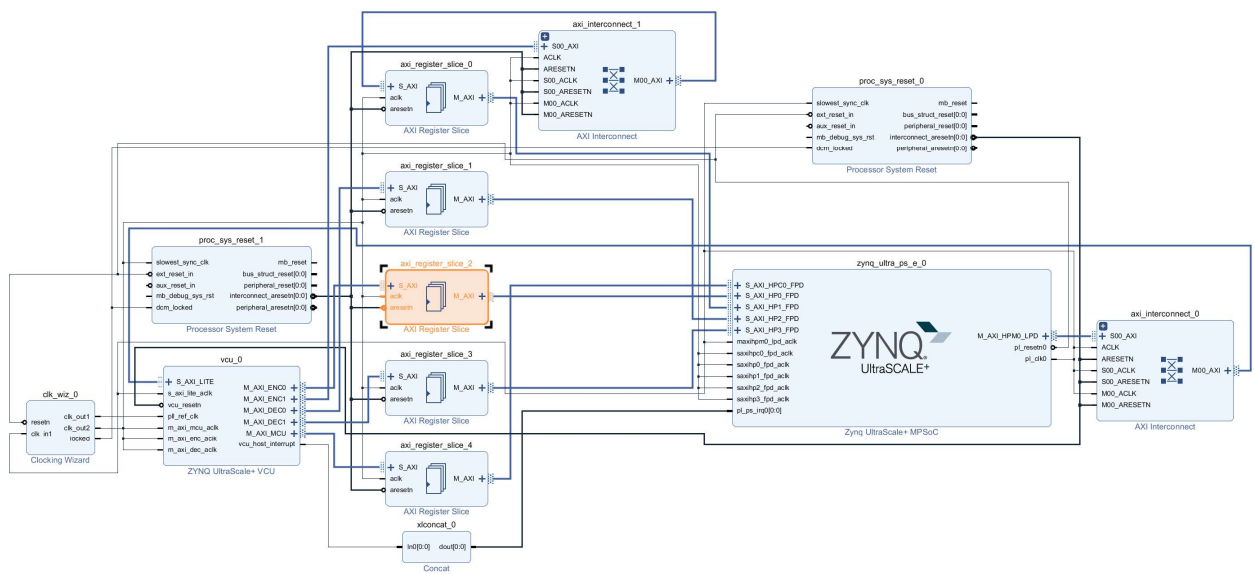 axi_interconnect_1
S00_AXI
ACLK
ARESETN
S00_ACLK
S00_ARESETN
M00_ACLK
M00_ARESETN
M00_AXI
AXI Interconnect
axi_register_slice_0
S_AXI
aclk
aresetn
M_AXI
AXI Register Slice
proc_sys_reset_0
slowest_sync_clk
ext_reset_in
aux_reset_in
mb_debug_sys_rst
dcm_locked
mb_reset
bus_struct_reset[0:0]
peripheral_reset[0:0]
interconnect_aresetn[0:0]
peripheral_aresetn[0:0]
Processor System Reset
axi_register_slice_1
S_AXI
aclk
aresetn
M_AXI
AXI Register Slice
proc_sys_reset_1
slowest_sync_clk
ext_reset_in
aux_reset_in
mb_debug_sys_rst
dcm_locked
mb_reset
bus_struct_reset[0:0]
peripheral_reset[0:0]
interconnect_aresetn[0:0]
peripheral_aresetn[0:0]
Processor System Reset
axi_register_slice_2
S_AXI
aclk
aresetn
M_AXI
AXI Register Slice
zynq_ultra_ps_e_0
S_AXI_HPC0_FPD
S_AXI_HP0_FPD
S_AXI_HP1_FPD
S_AXI_HP2_FPD
S_AXI_HP3_FPD
maxihpm0_lpd_aclk
saxihpc0_fpd_aclk
saxihp0_fpd_aclk
saxihp1_fpd_aclk
saxihp2_fpd_aclk
saxihp3_fpd_aclk
pl_ps_irq0[0:0]
ZYNQ
UltraSCALE+
M_AXI_HPM0_LPD
pl_resetn0
pl_clk0
Zynq UltraScale+ MPSoC
axi_interconnect_0
S00_AXI
ACLK
ARESETN
S00_ACLK
S00_ARESETN
M00_ACLK
M00_ARESETN
M00_AXI
AXI Interconnect
axi_register_slice_3
S_AXI
aclk
aresetn
M_AXI
AXI Register Slice
vcu_0
S_AXI_LITE
s_axi_lite_aclk
vcu_resetn
pll_ref_clk
m_axi_mcu_aclk
m_axi_enc_aclk
m_axi_dec_aclk
M_AXI_ENC0
M_AXI_ENC1
M_AXI_DEC0
M_AXI_DEC1
M_AXI_MCU
vcu_host_interrupt
ZYNQ UltraScale+ VCU
clk_wiz_0
resetn
clk_in1
clk_out1
clk_out2
locked
Clocking Wizard
axi_register_slice_4
S_AXI
aclk
aresetn
M_AXI
AXI Register Slice
xlconcat_0
In0[0:0]
dout[0:0]
Concat